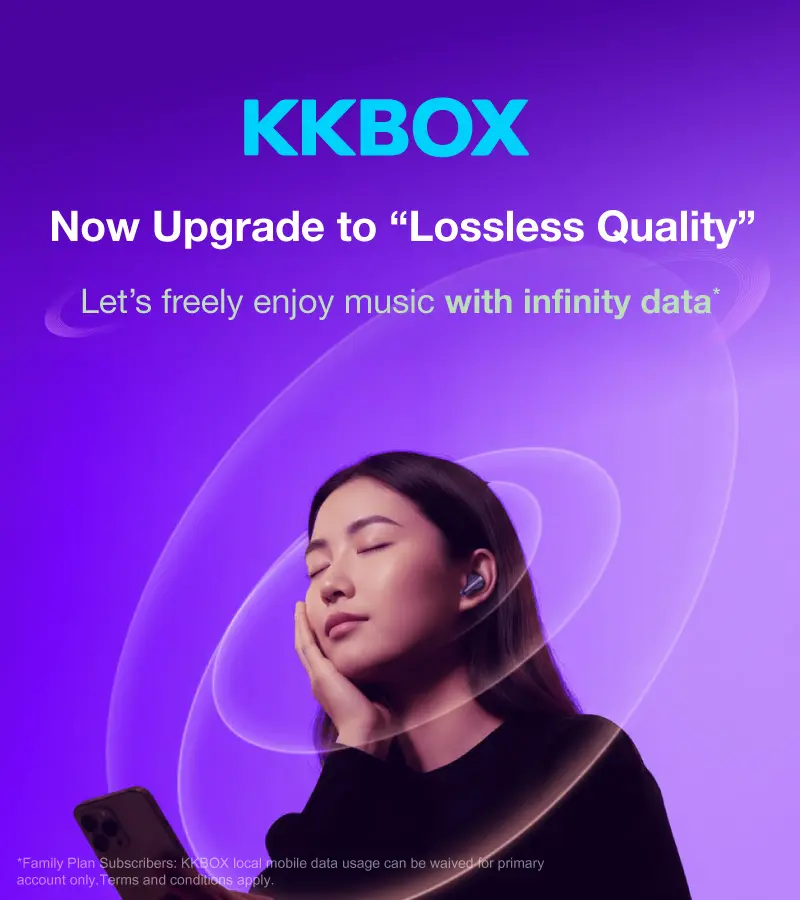 KKBOX
Now Upgrade to “Lossless Quality”
Let’s freely enjoy music with infinity data*
*Family Plan Subscribers: KKBOX local mobile data usage can be waived for primary
account only.Terms and conditions apply.